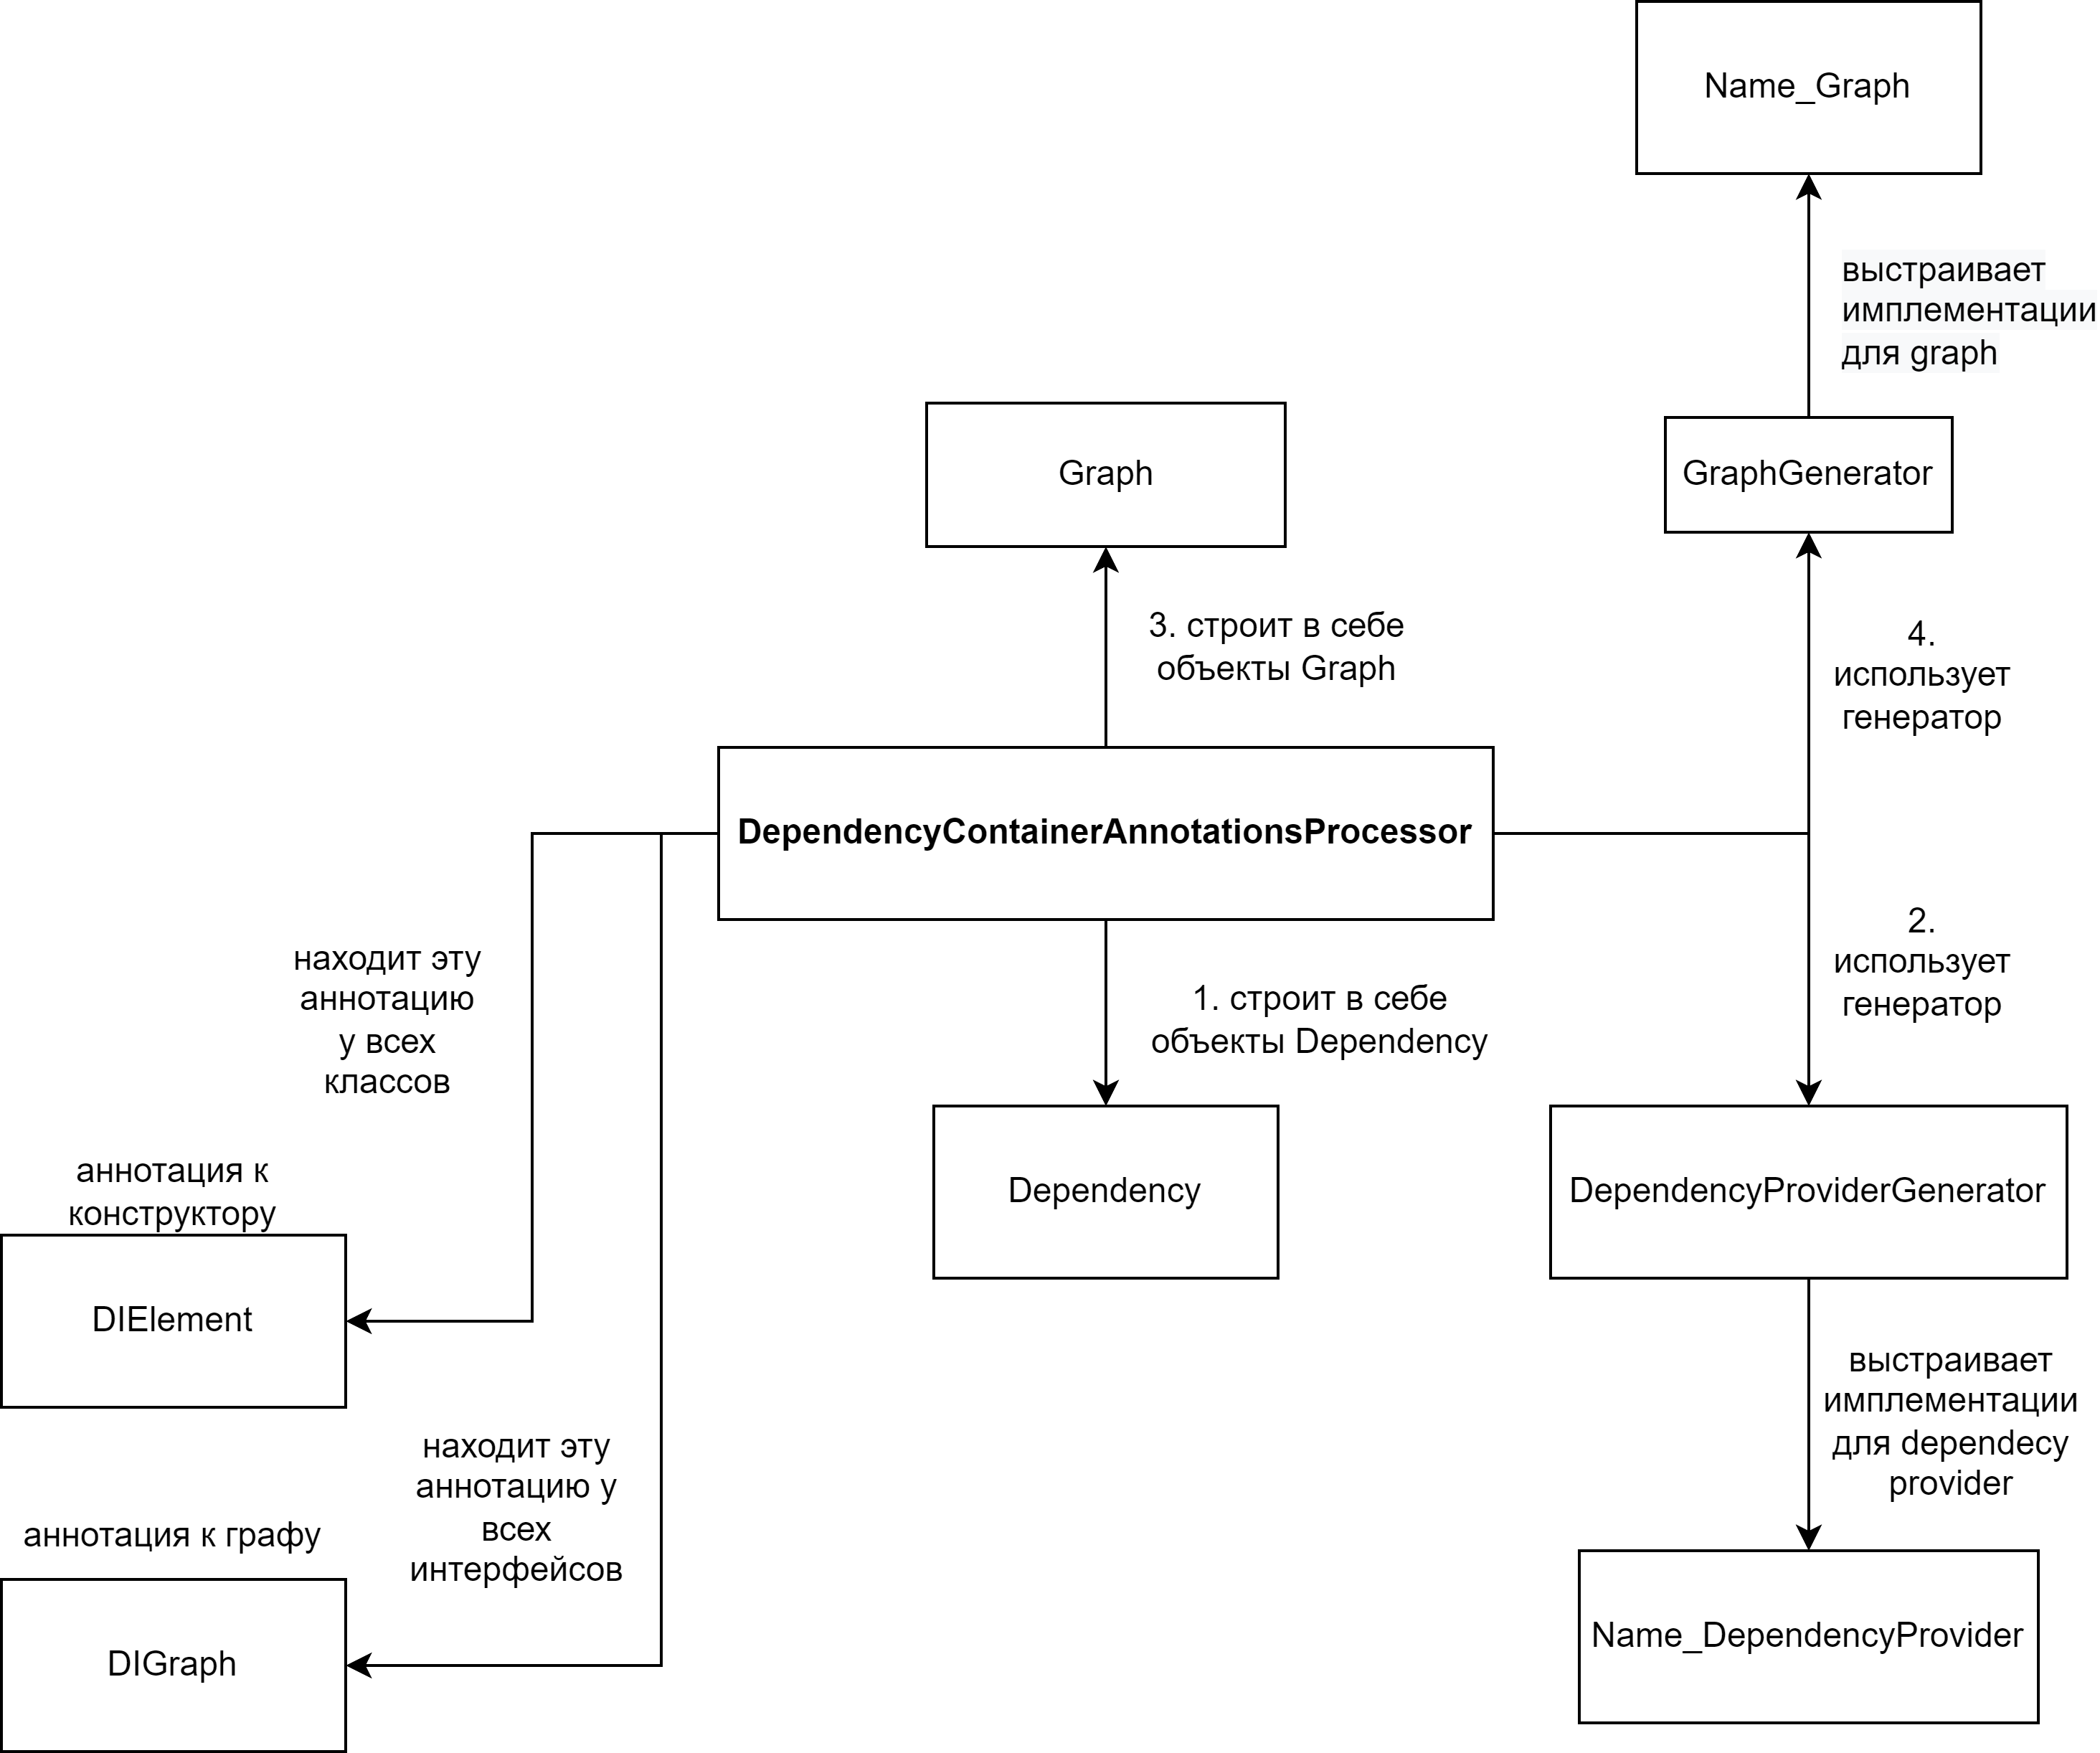 Name_Graph
выстраивает
имплементации
для graph
Graph
GraphGenerator
3. строит в себе
объекты Graph
4.
использует
генератор
DependencyContainerAnnotationsProcessor
находит эту
аннотацию
у всех
классов
1. строит в себе
объекты Dependency
2.
использует
генератор
аннотация к
конструктору
DIElement
Dependency
DependencyProviderGenerator
находит эту
аннотацию у
всех
интерфейсов
выстраивает
имплементации
для dependecy
provider
аннотация к графу
DIGraph
Name_DependencyProvider